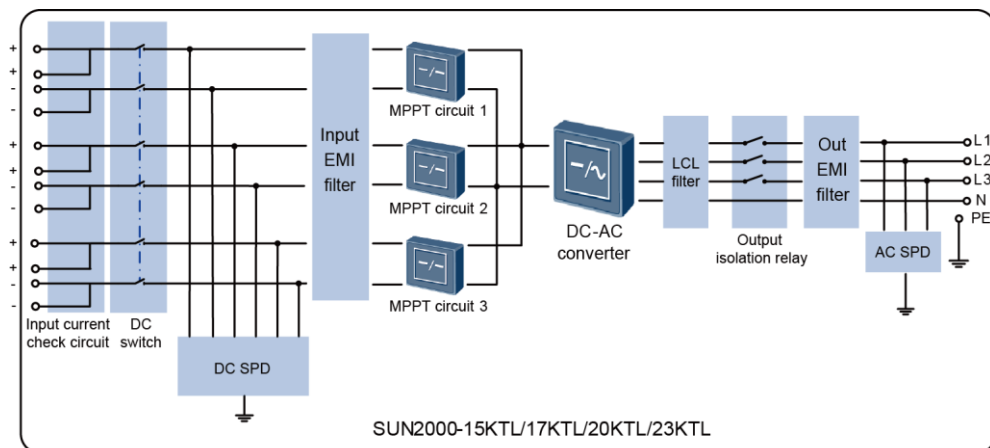 +
+
-
-
+
+
-
-
+
+
-
-
Input current
check circuit
DC
switch
DC SPD
Input
EMI
filter
MPPT circuit 1
MPPT circuit 2
MPPT circuit 3
DC-AC
converter
LCL
filter
Output
isolation relay
Out
EMI
filter
AC SPD
L1
L2
L3
N
PE
SUN2000-15KTL/17KTL/20KTL/23KTL